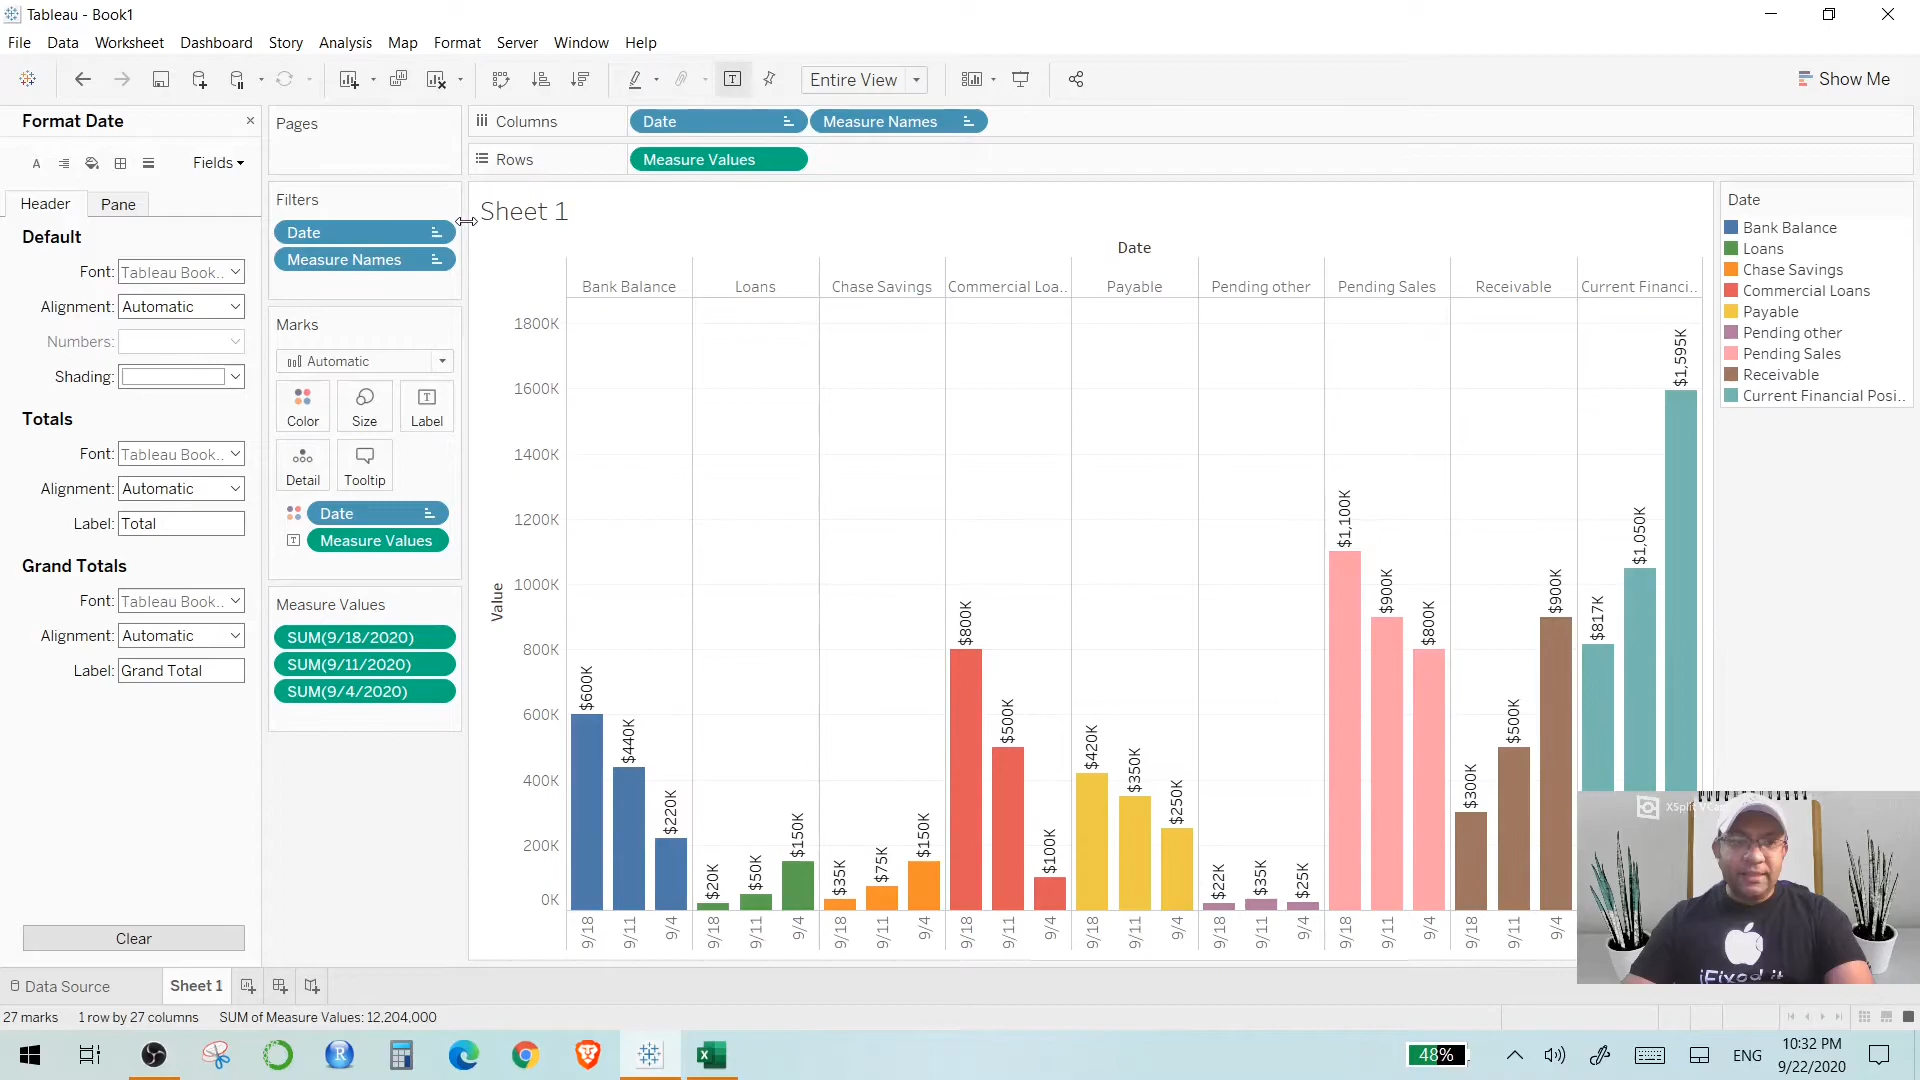 Tableau - Book1
File Data Worksheet Dashboard Story Analysis Map Format Server Window Help
Entire View
Show Me
Format Date
Fields
Header
Pane
Default
Font: Tableau Book..
Alignment: Automatic
Numbers:
Shading:
Totals
Font: Tableau Book..
Alignment: Automatic
Label: Total
Grand Totals
Font: Tableau Book..
Alignment: Automatic
Label: Grand Total
Clear
Pages
Filters
Date
Measure Names
Marks
Automatic
Color
Size
Label
Detail
Tooltip
Date
Measure Values
Measure Values
SUM(9/18/2020)
SUM(9/11/2020)
SUM(9/4/2020)
Columns
Date
Measure Names
Rows
Measure Values
Sheet 1
Date
Bank Balance Loans Chase Savings Commercial Loa.. Payable Pending other Pending Sales Receivable Current Financi..
Value
1800K
1600K
1400K
1200K
1000K
800K
600K
400K
200K
0K
$600K $440K $220K
$20K $50K $150K
$35K $75K $150K
$800K $500K $100K
$420K $350K $250K
$22K $35K $25K
$1,100K $900K $800K
$300K $500K $900K
$817K $1,050K $1,595K
9/18 9/11 9/4 9/18 9/11 9/4 9/18 9/11 9/4 9/18 9/11 9/4 9/18 9/11 9/4 9/18 9/11 9/4 9/18 9/11 9/4 9/18 9/11 9/4
Date
Bank Balance
Loans
Chase Savings
Commercial Loans
Payable
Pending other
Pending Sales
Receivable
Current Financial Posi..
XSplit
iFixed it
Data Source
Sheet 1
27 marks 1 row by 27 columns SUM of Measure Values: 12,204,000
48%
ENG
10:32 PM
9/22/2020